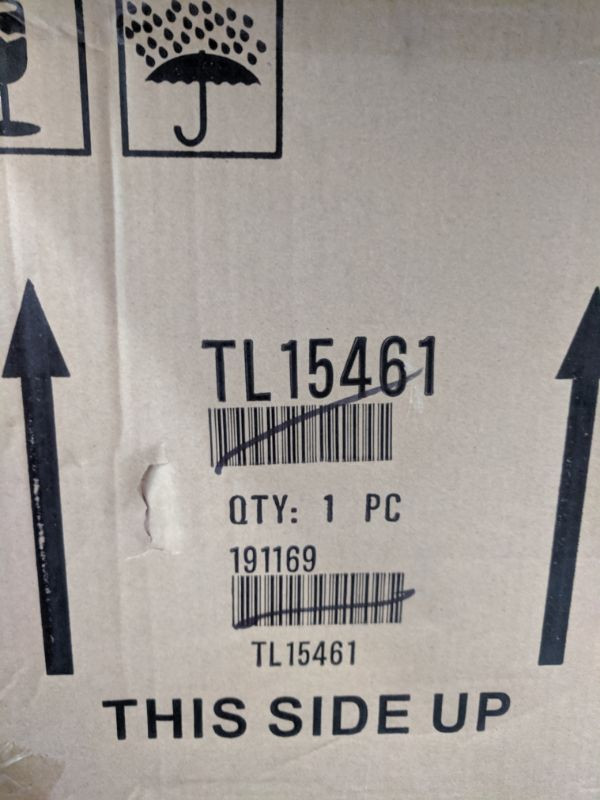 TL15461
QTY: 1 PC
191169
TL15461
THIS SIDE UP